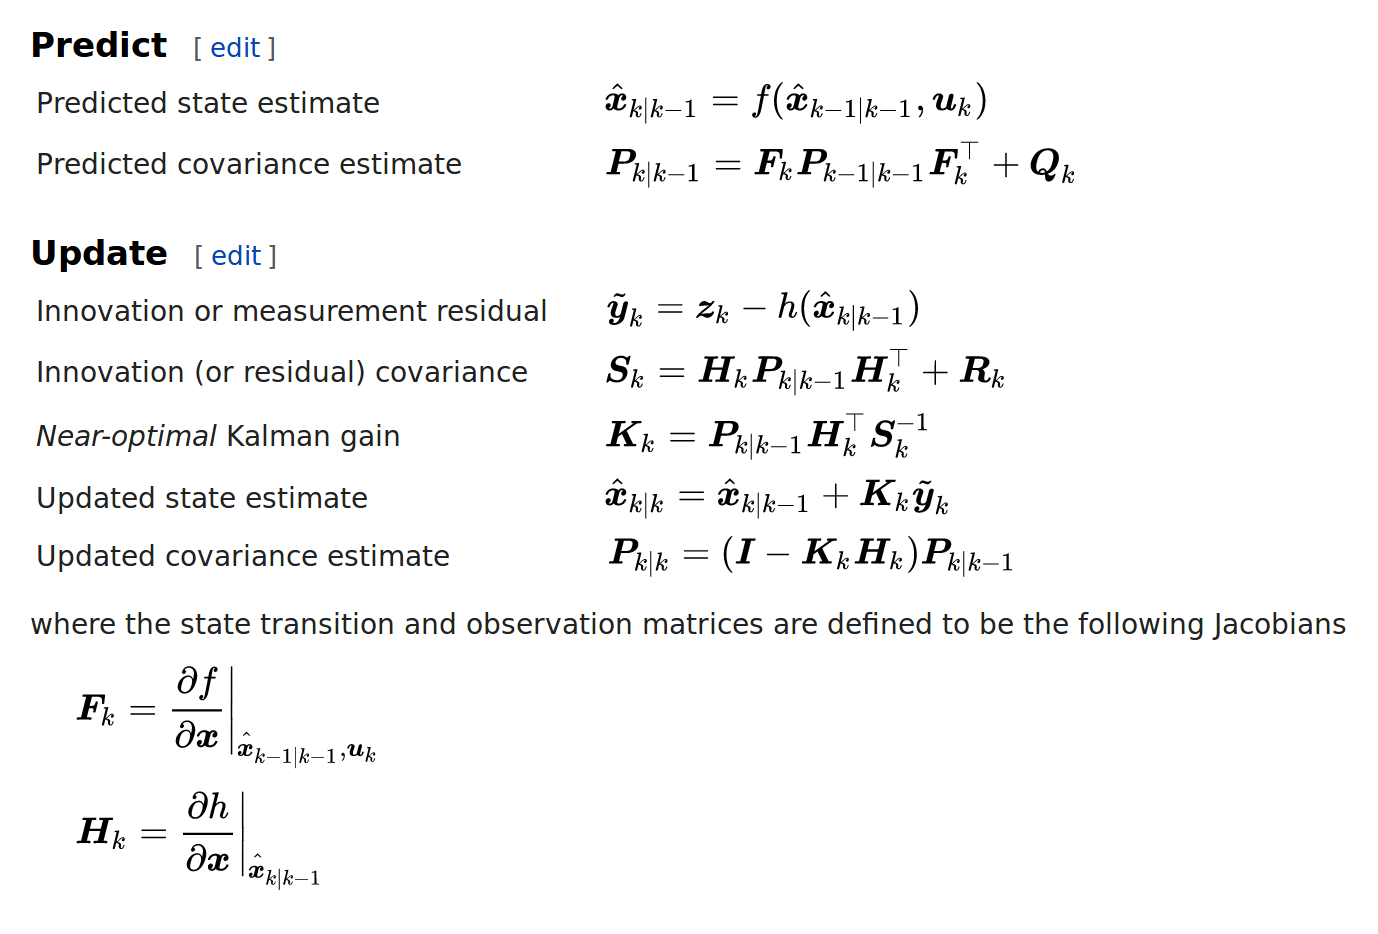 Predict [ edit ]
Predicted state estimate $\hat{\boldsymbol{x}}_{k|k-1} = f(\hat{\boldsymbol{x}}_{k-1|k-1}, \boldsymbol{u}_k)$
Predicted covariance estimate $\boldsymbol{P}_{k|k-1} = \boldsymbol{F}_k \boldsymbol{P}_{k-1|k-1} \boldsymbol{F}_k^\top + \boldsymbol{Q}_k$
Update [ edit ]
Innovation or measurement residual $\tilde{\boldsymbol{y}}_k = \boldsymbol{z}_k - h(\hat{\boldsymbol{x}}_{k|k-1})$
Innovation (or residual) covariance $\boldsymbol{S}_k = \boldsymbol{H}_k \boldsymbol{P}_{k|k-1} \boldsymbol{H}_k^\top + \boldsymbol{R}_k$
Near-optimal Kalman gain $\boldsymbol{K}_k = \boldsymbol{P}_{k|k-1} \boldsymbol{H}_k^\top \boldsymbol{S}_k^{-1}$
Updated state estimate $\hat{\boldsymbol{x}}_{k|k} = \hat{\boldsymbol{x}}_{k|k-1} + \boldsymbol{K}_k \tilde{\boldsymbol{y}}_k$
Updated covariance estimate $\boldsymbol{P}_{k|k} = (\boldsymbol{I} - \boldsymbol{K}_k \boldsymbol{H}_k) \boldsymbol{P}_{k|k-1}$
where the state transition and observation matrices are defined to be the following Jacobians
$\boldsymbol{F}_k = \left. \frac{\partial f}{\partial \boldsymbol{x}} \right|_{\hat{\boldsymbol{x}}_{k-1|k-1}, \boldsymbol{u}_k}$
$\boldsymbol{H}_k = \left. \frac{\partial h}{\partial \boldsymbol{x}} \right|_{\hat{\boldsymbol{x}}_{k|k-1}}$